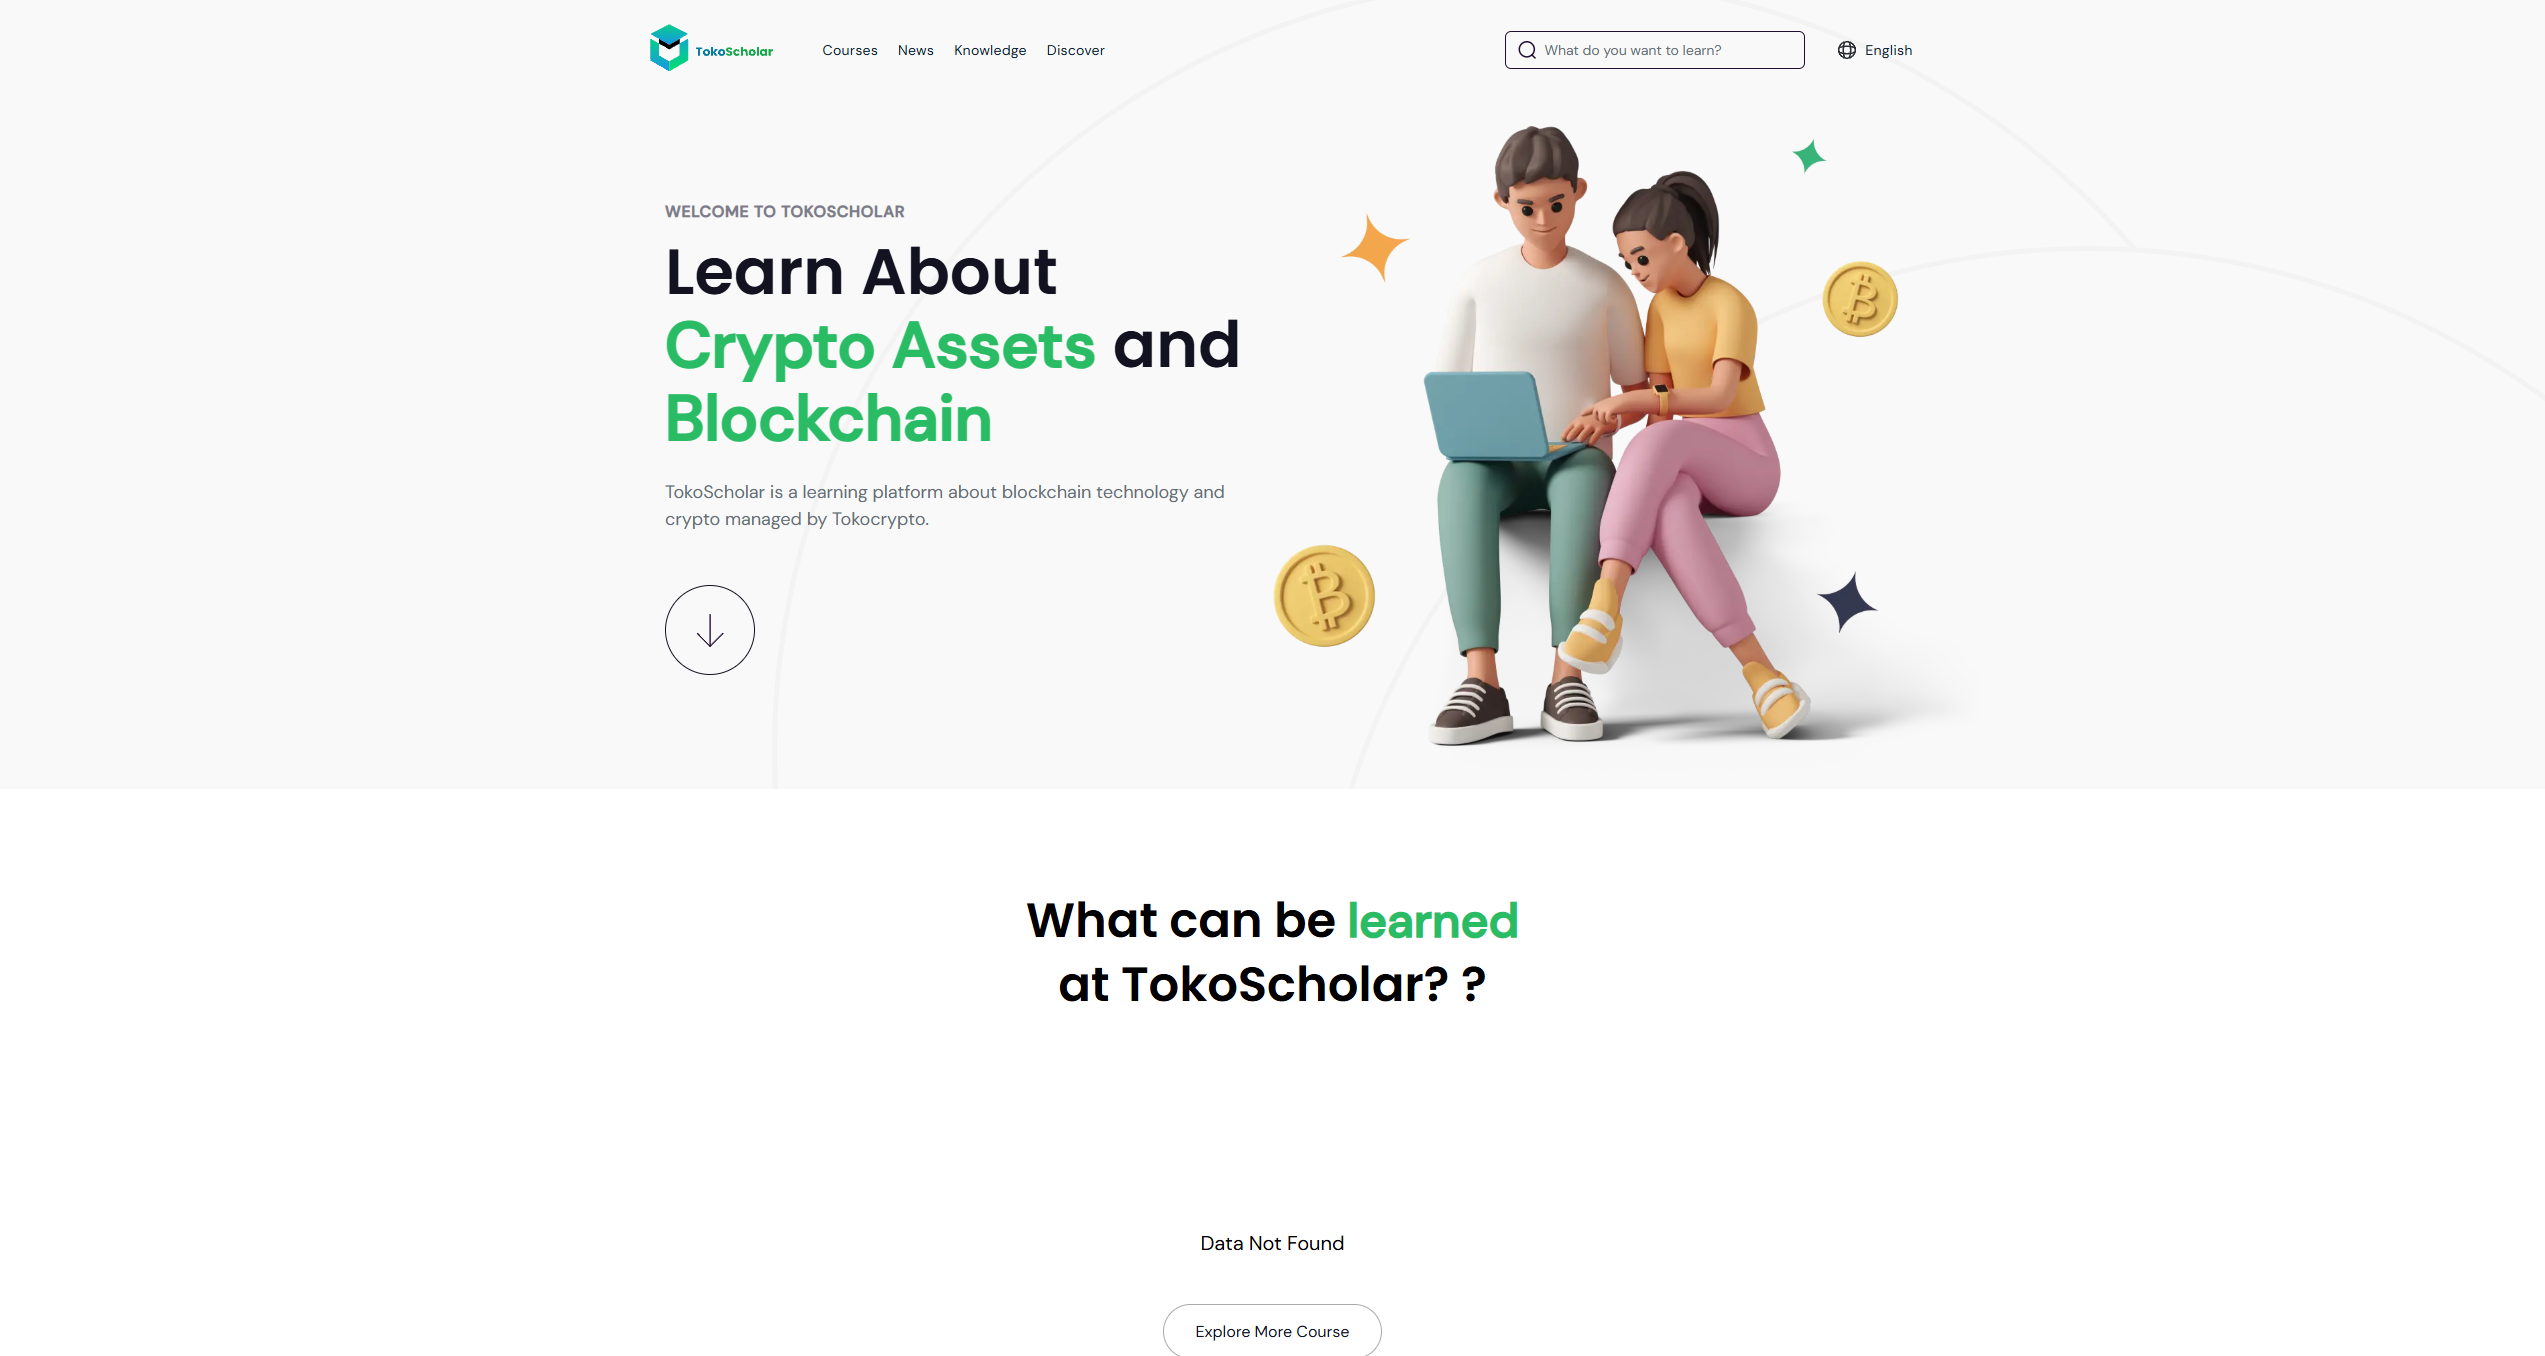 TokoScholar
Courses
News
Knowledge
Discover
What do you want to learn?
English
WELCOME TO TOKOSCHOLAR
Learn About
Crypto Assets and
Blockchain
TokoScholar is a learning platform about blockchain technology and
crypto managed by Tokocrypto.
What can be learned
at TokoScholar? ?
Data Not Found
Explore More Course